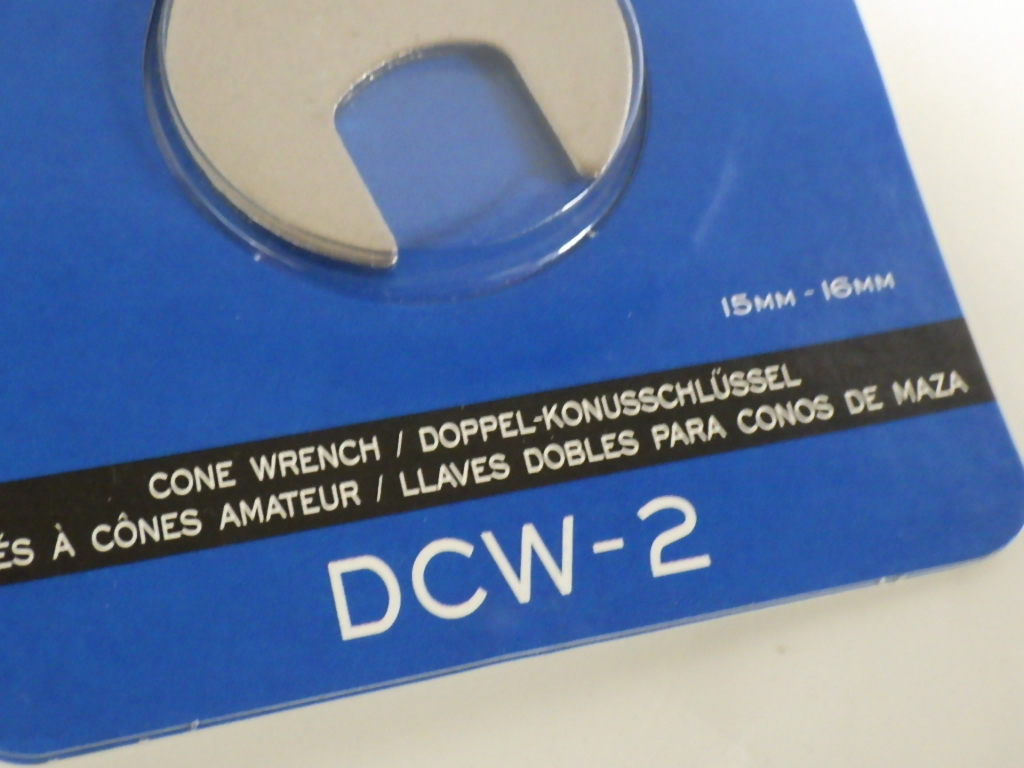 15MM - 16MM
CONE WRENCH / DOPPEL-KONUSSCHLÜSSEL
ÉS À CÔNES AMATEUR / LLAVES DOBLES PARA CONOS DE MAZA
DCW-2